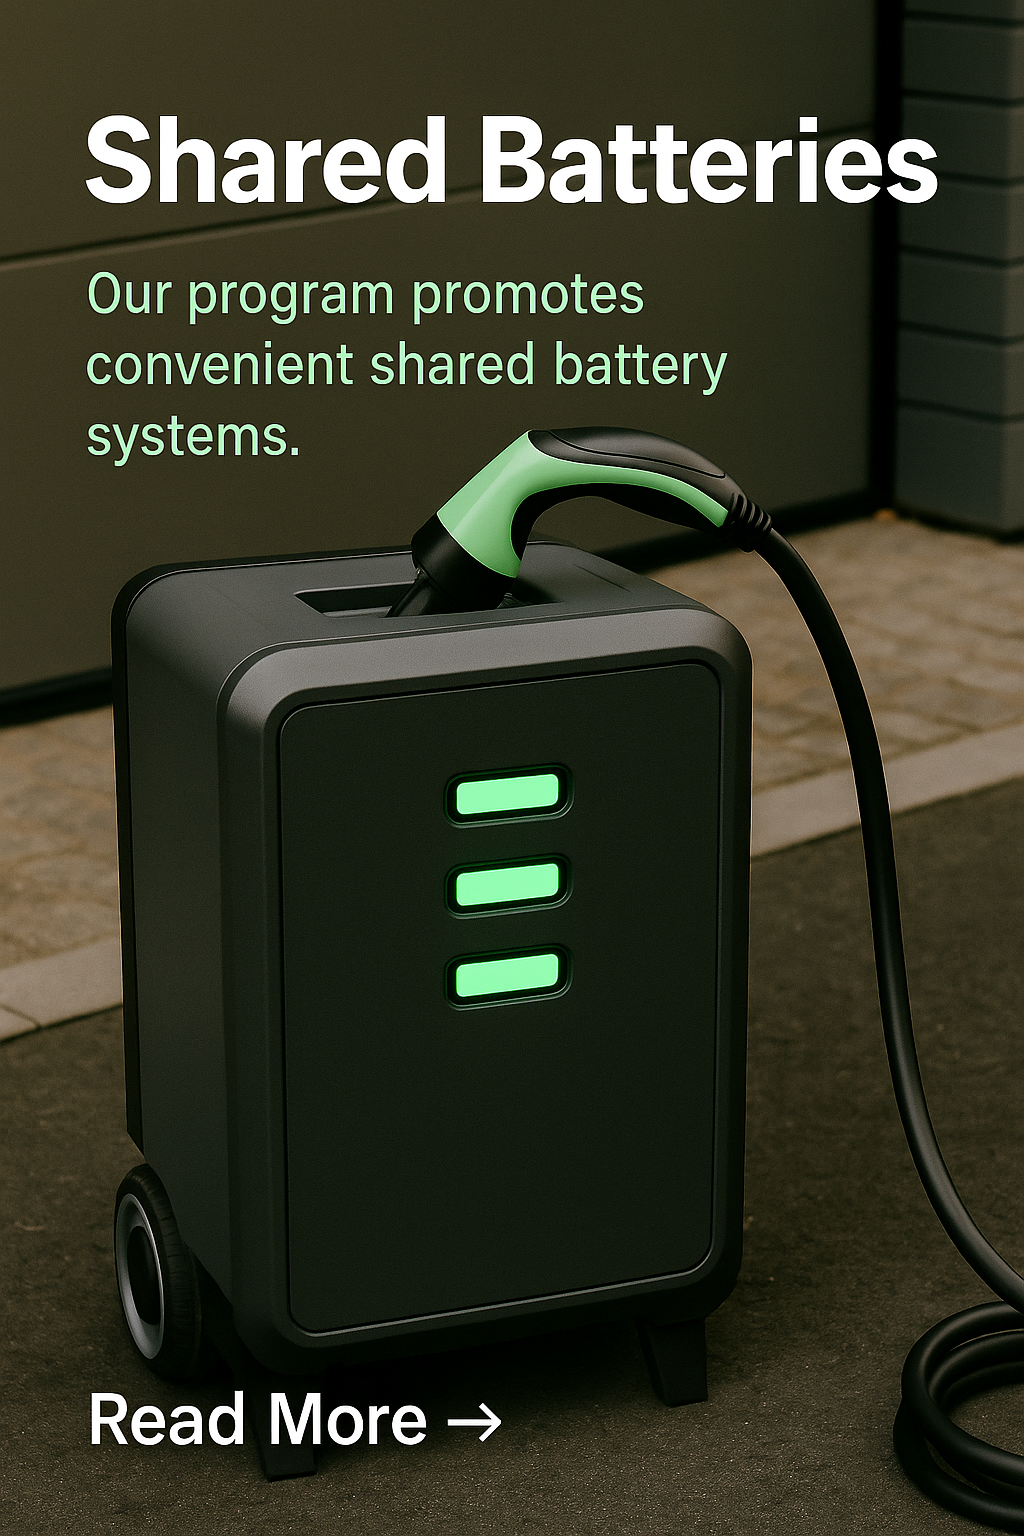 Shared Batteries
Our program promotes
convenient shared battery
systems.
Read More →